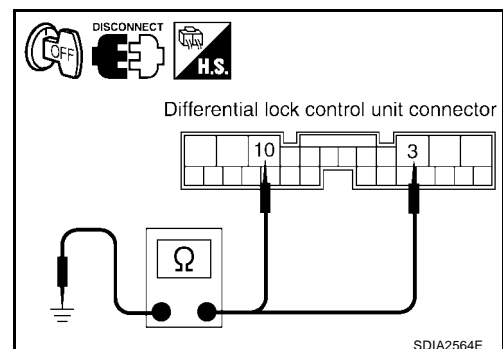 DISCONNECT
OFF
H.S.
Differential lock control unit connector
10 3
Ω
SDIA2564E